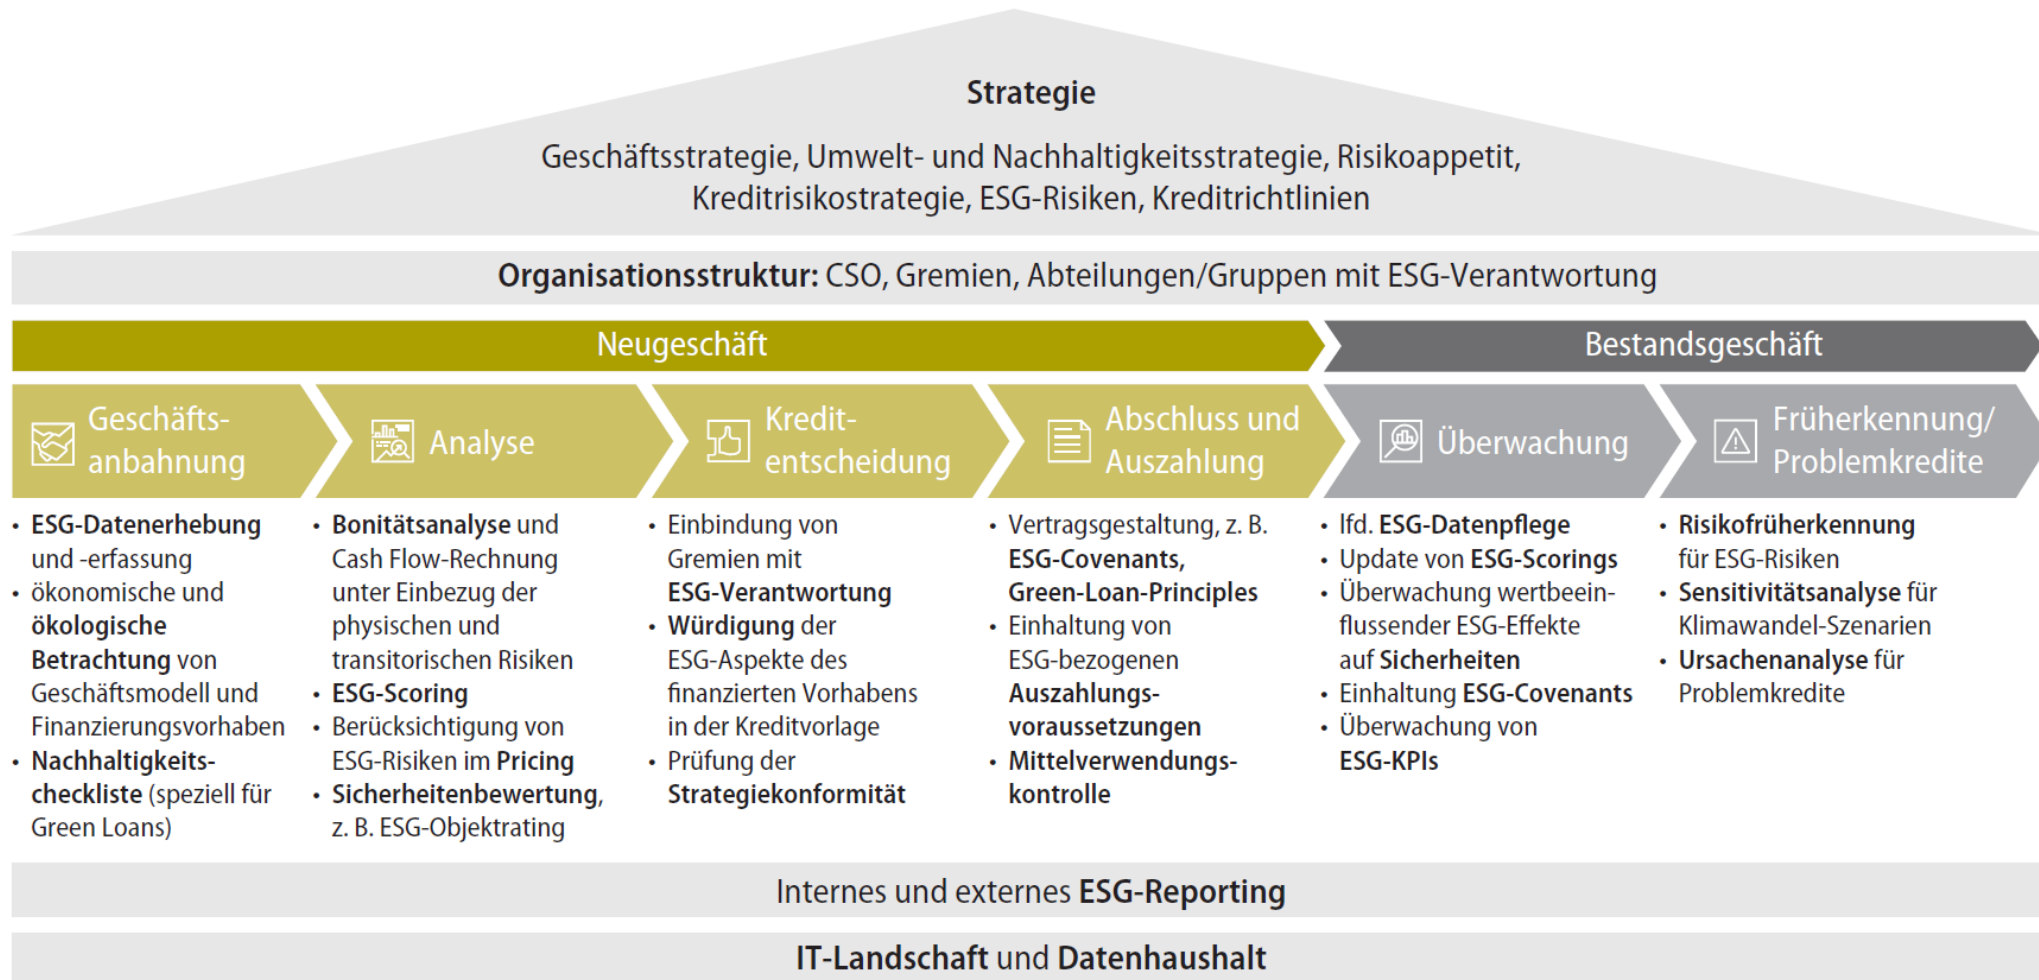 Strategie
Geschäftsstrategie, Umwelt- und Nachhaltigkeitsstrategie, Risikoappetit,
Kreditrisikostrategie, ESG-Risiken, Kreditrichtlinien
Organisationsstruktur: CSO, Gremien, Abteilungen/Gruppen mit ESG-Verantwortung
Neugeschäft
Bestandsgeschäft
Geschäfts-
anbahnung
• ESG-Datenerhebung
und -erfassung
• ökonomische und
ökologische
Betrachtung von
Geschäftsmodell und
Finanzierungsvorhaben
• Nachhaltigkeits-
checkliste (speziell für
Green Loans)
Analyse
• Bonitätsanalyse und
Cash Flow-Rechnung
unter Einbezug der
physischen und
transitorischen Risiken
• ESG-Scoring
• Berücksichtigung von
ESG-Risiken im Pricing
• Sicherheitenbewertung,
z. B. ESG-Objektrating
Kredit-
entscheidung
• Einbindung von
Gremien mit
ESG-Verantwortung
• Würdigung der
ESG-Aspekte des
finanzierten Vorhabens
in der Kreditvorlage
• Prüfung der
Strategiekonformität
Abschluss und
Auszahlung
• Vertragsgestaltung, z. B.
ESG-Covenants,
Green-Loan-Principles
• Einhaltung von
ESG-bezogenen
Auszahlungs-
voraussetzungen
• Mittelverwendungs-
kontrolle
Überwachung
• lfd. ESG-Datenpflege
• Update von ESG-Scorings
• Überwachung wertbeein-
flussender ESG-Effekte
auf Sicherheiten
• Einhaltung ESG-Covenants
• Überwachung von
ESG-KPIs
Früherkennung/
Problemkredite
• Risikofrüherkennung
für ESG-Risiken
• Sensitivitätsanalyse für
Klimawandel-Szenarien
• Ursachenanalyse für
Problemkredite
Internes und externes ESG-Reporting
IT-Landschaft und Datenhaushalt